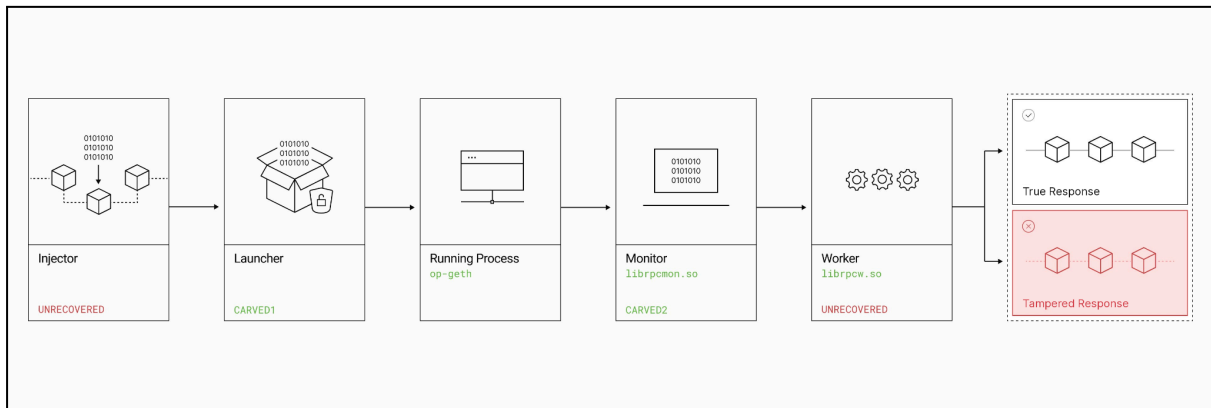 0101010
0101010
0101010
Injector
UNRECOVERED
0101010
0101010
0101010
Launcher
CARVED1
Running Process
op-geth
0101010
0101010
0101010
Monitor
librpcmon.so
CARVED2
Worker
librpcw.so
UNRECOVERED
True Response
Tampered Response